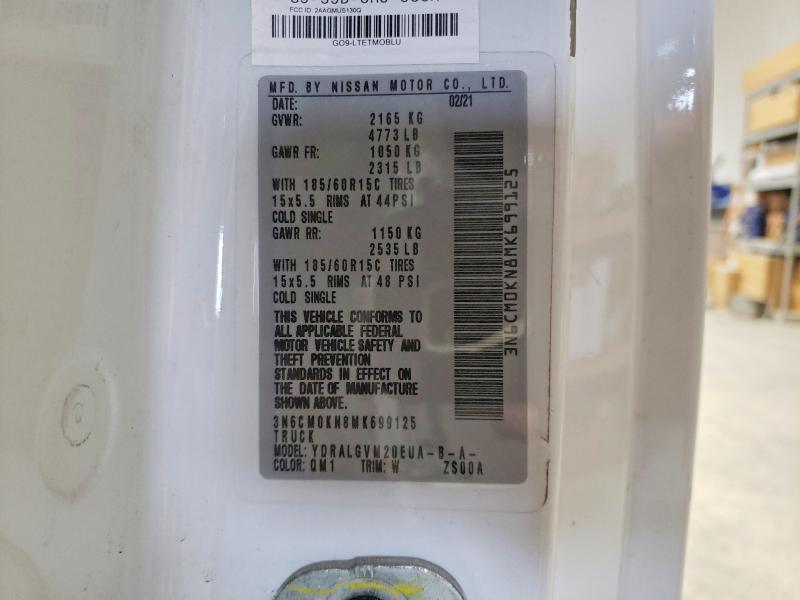 FCC ID: 2AAGMUS130Q
GO9-LTETMOBLU
MFD. BY NISSAN MOTOR CO., LTD.
DATE: 02/21
GVWR: 2165 KG
4773 LB
GAWR FR: 1050 KG
2315 LB
WITH 185/60R15C TIRES
15x5.5 RIMS AT 44PSI
COLD SINGLE
GAWR RR: 1150 KG
2535 LB
WITH 185/60R15C TIRES
15x5.5 RIMS AT 48 PSI
COLD SINGLE
THIS VEHICLE CONFORMS TO
ALL APPLICABLE FEDERAL
MOTOR VEHICLE SAFETY AND
THEFT PREVENTION
STANDARDS IN EFFECT ON
THE DATE OF MANUFACTURE
SHOWN ABOVE.
3N6CM0KN8MK699125
TRUCK
MODEL: YDRALGVM20EUA-B-A-
COLOR: QM1 TRIM: W ZS00A
3N6CM0KN8MK699125